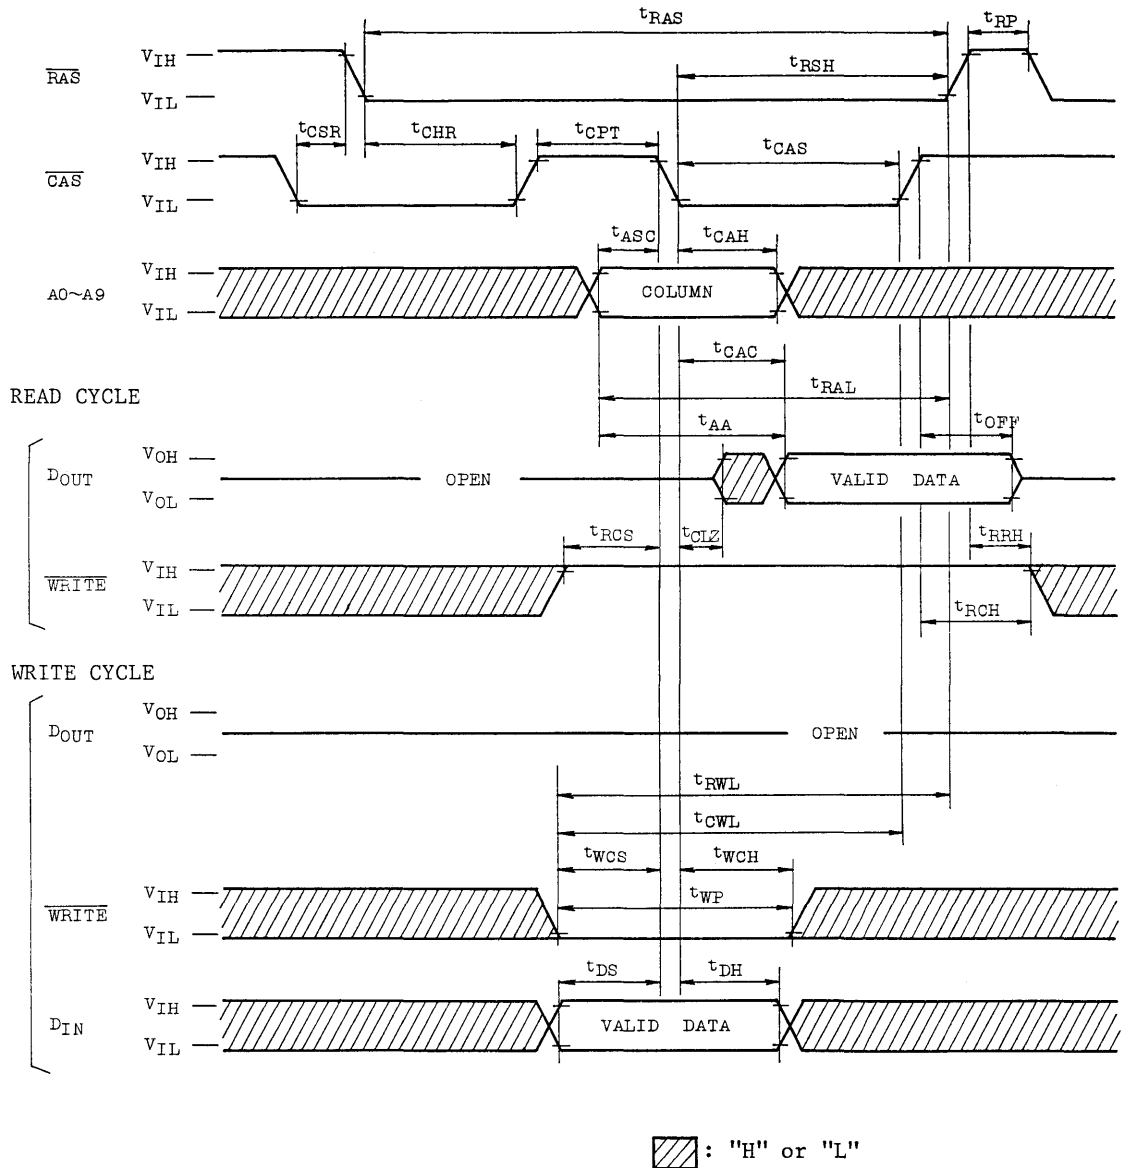 tRAS
tRP
VIH
RAS
tRSH
VIL
tCSR
tCHR
tCPT
tCAS
VIH
CAS
VIL
tASC
tCAH
VIH
A0~A9
COLUMN
VIL
tCAC
READ CYCLE
tRAL
tAA
tOFF
VOH
DOUT
OPEN
VALID DATA
VOL
tRCS
tCLZ
tRRH
VIH
WRITE
VIL
tRCH
WRITE CYCLE
VOH
DOUT
OPEN
VOL
tRWL
tCWL
tWCS
tWCH
VIH
tWP
WRITE
VIL
tDS
tDH
VIH
DIN
VALID DATA
VIL
: "H" or "L"